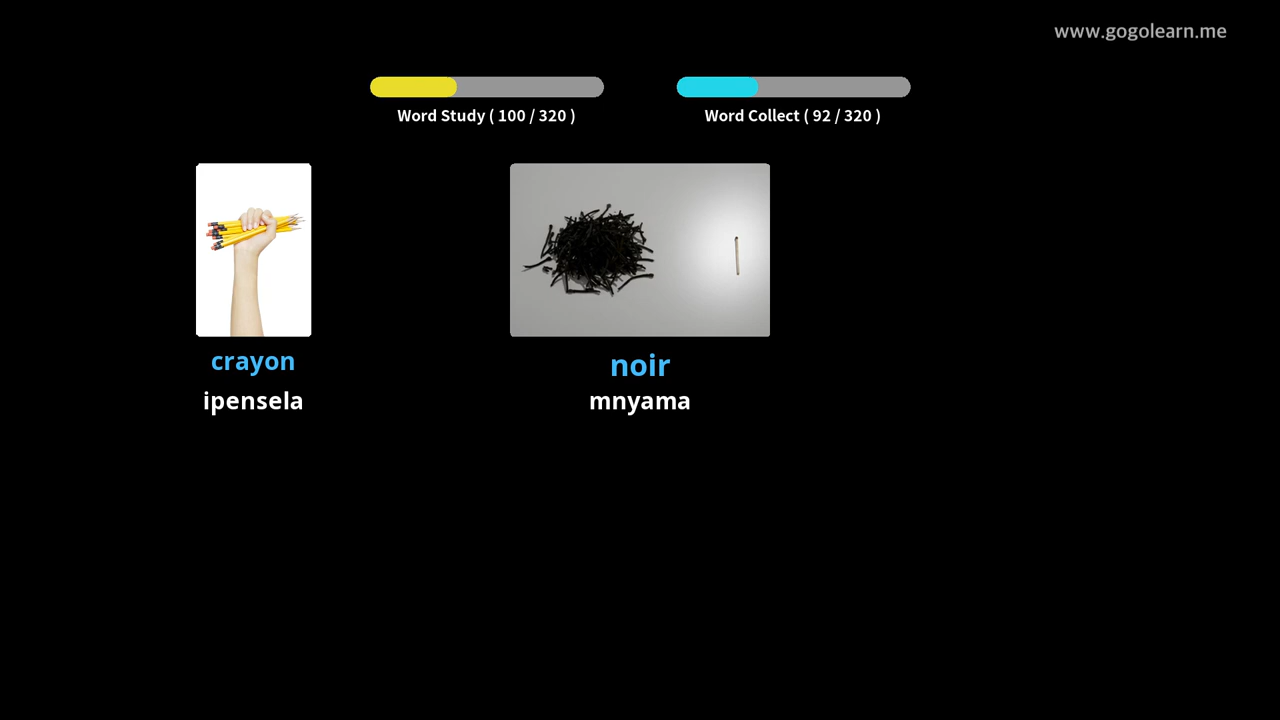 www.gogolearn.me
Word Study ( 100 / 320 )
Word Collect ( 92 / 320 )
crayon
ipensela
noir
mnyama